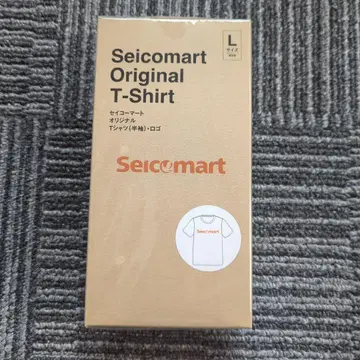 Seicomart
Original
T-Shirt
L
サイズ
セイコーマート
オリジナル
Tシャツ(半袖)・ロゴ
Seicomart
Seicomart